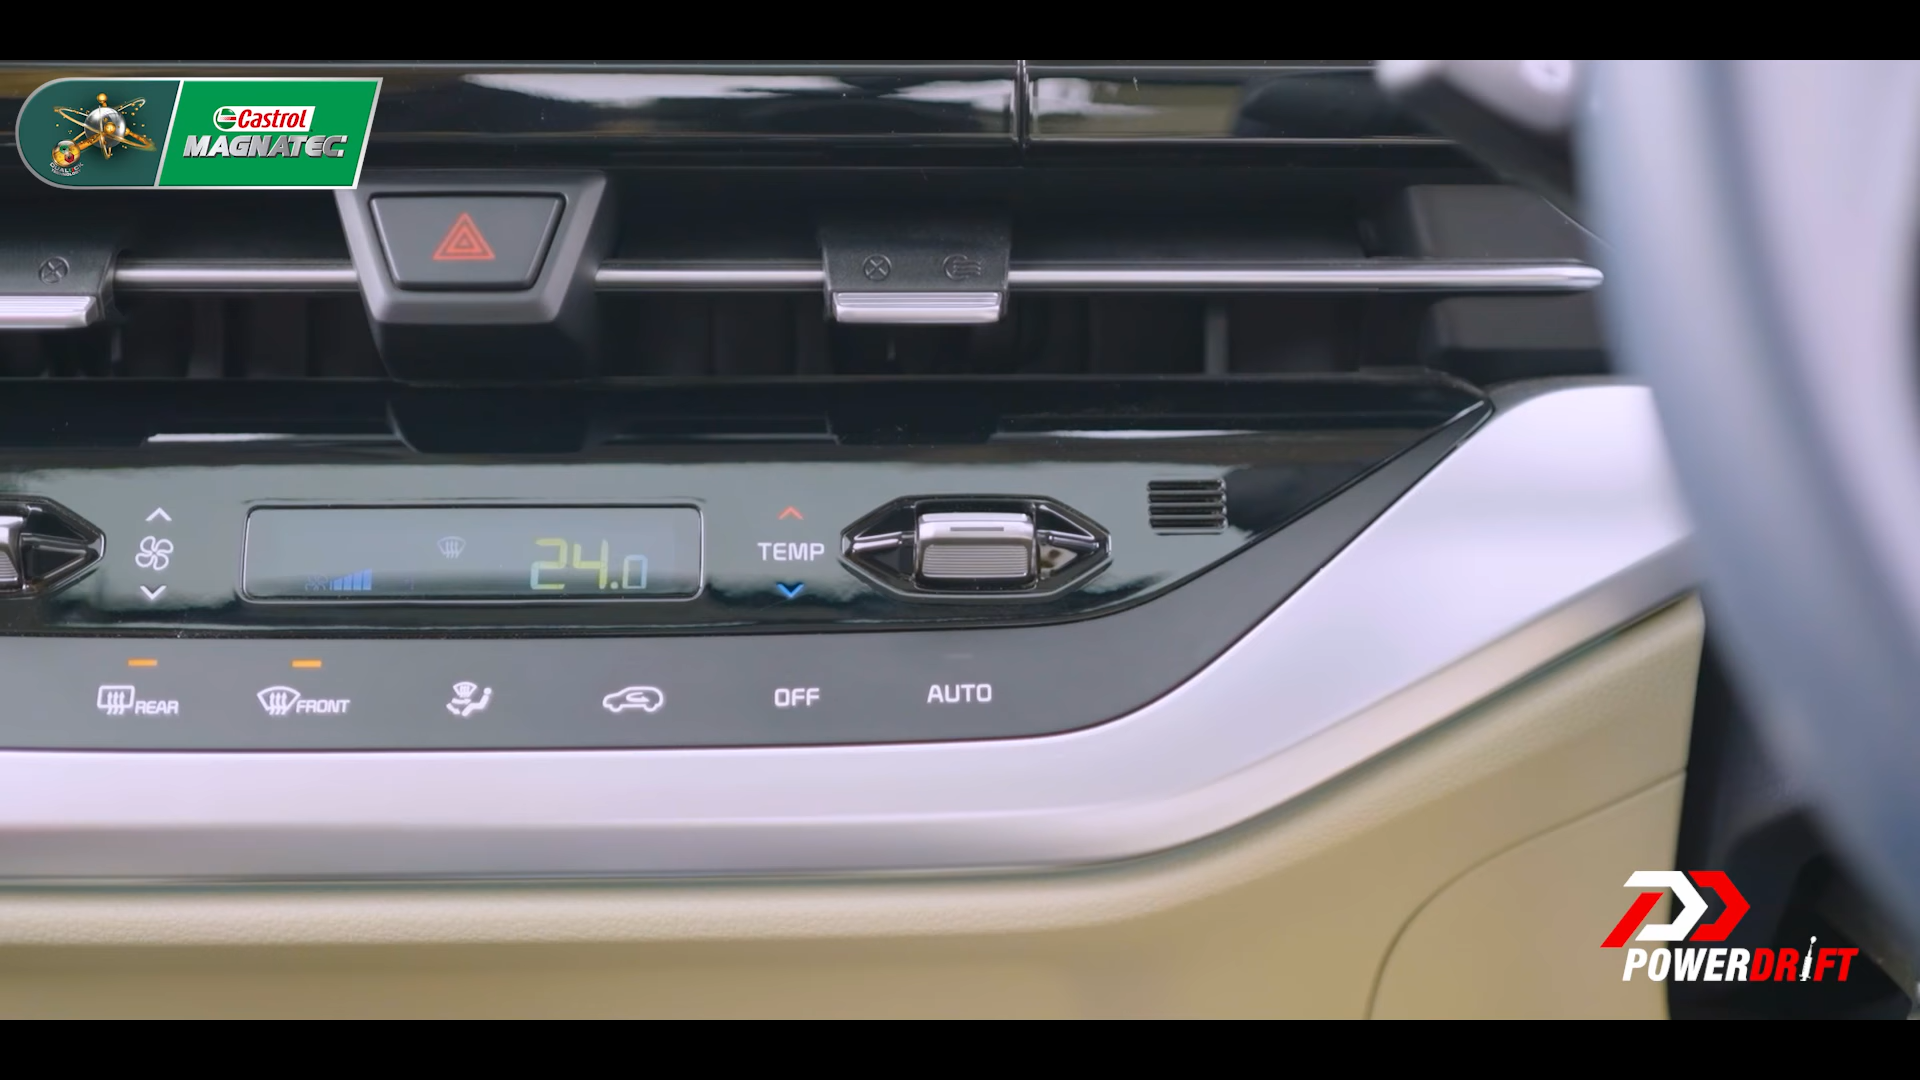 Castrol
MAGNATEC
24.0
TEMP
REAR
FRONT
OFF
AUTO
POWERDRIFT